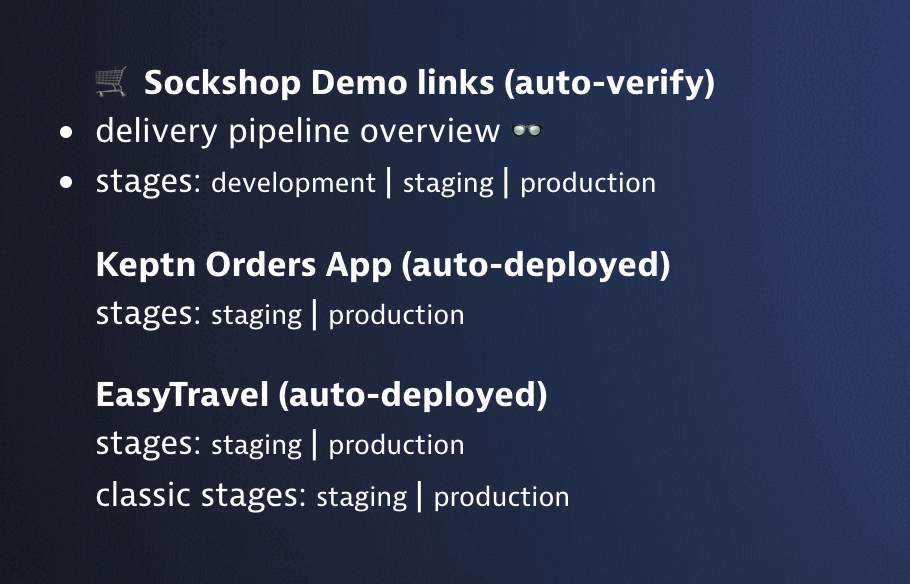 🛒 Sockshop Demo links (auto-verify)
• delivery pipeline overview 👓
• stages: development | staging | production
Keptn Orders App (auto-deployed)
stages: staging | production
EasyTravel (auto-deployed)
stages: staging | production
classic stages: staging | production